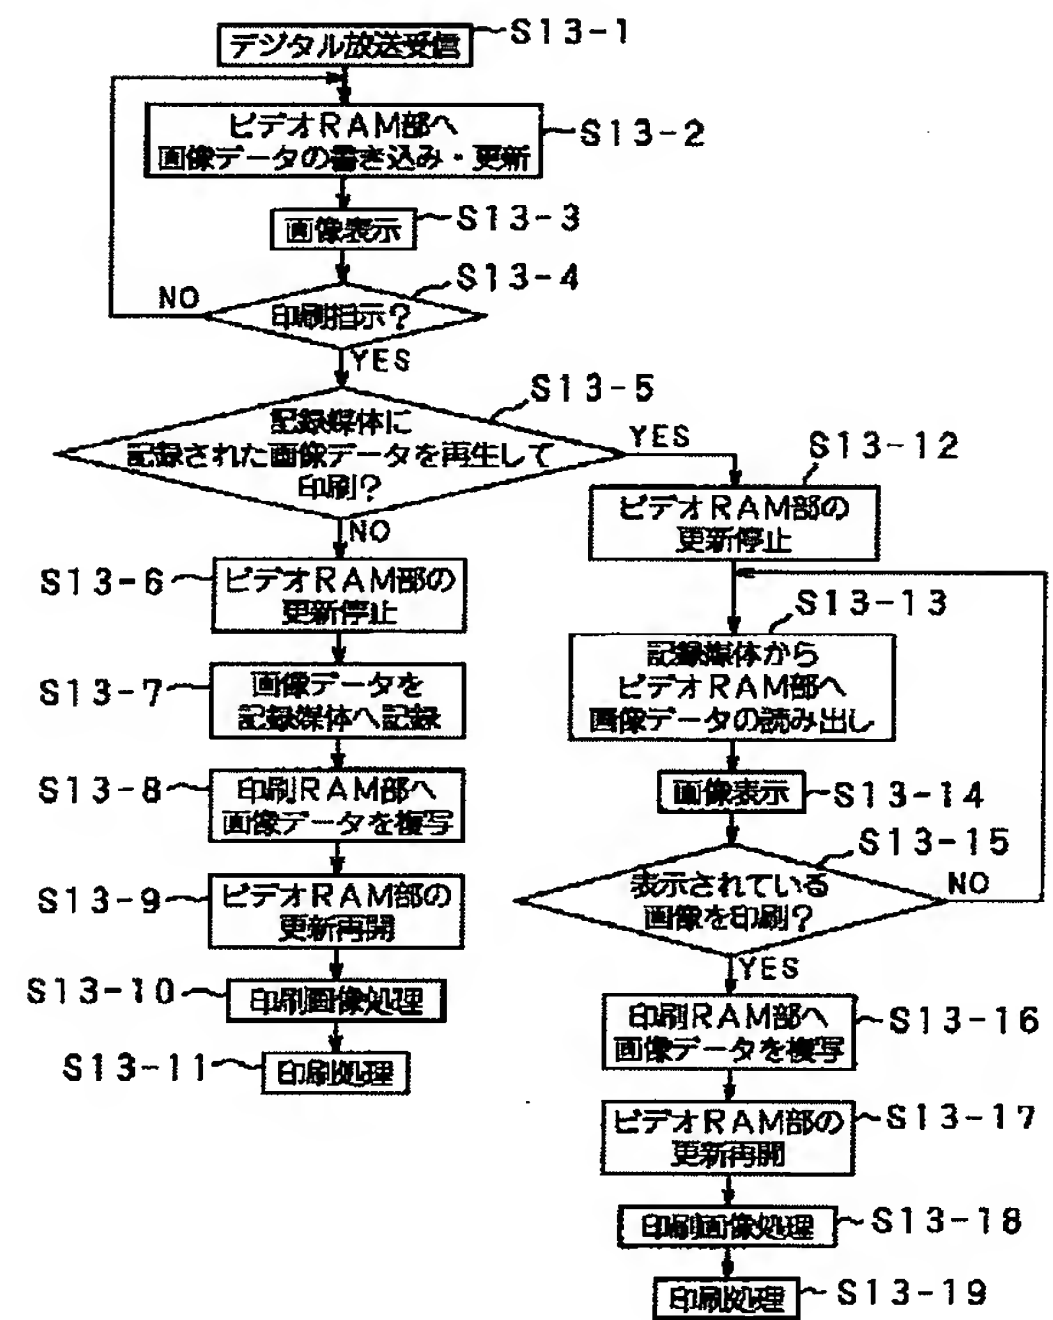 デジタル放送受信
S13-1
ビデオRAM部へ
画像データの書き込み・更新
S13-2
画像表示
S13-3
印刷指示?
S13-4
NO
YES
記録媒体に
記録された画像データを再生して
印刷?
S13-5
YES
NO
S13-6
ビデオRAM部の
更新停止
S13-7
画像データを
記録媒体へ記録
S13-8
印刷RAM部へ
画像データを複写
S13-9
ビデオRAM部の
更新再開
S13-10
印刷画像処理
S13-11
印刷処理
S13-12
ビデオRAM部の
更新停止
S13-13
記録媒体から
ビデオRAM部へ
画像データの読み出し
画像表示
S13-14
S13-15
表示されている
画像を印刷?
NO
YES
印刷RAM部へ
画像データを複写
S13-16
ビデオRAM部の
更新再開
S13-17
印刷画像処理
S13-18
印刷処理
S13-19